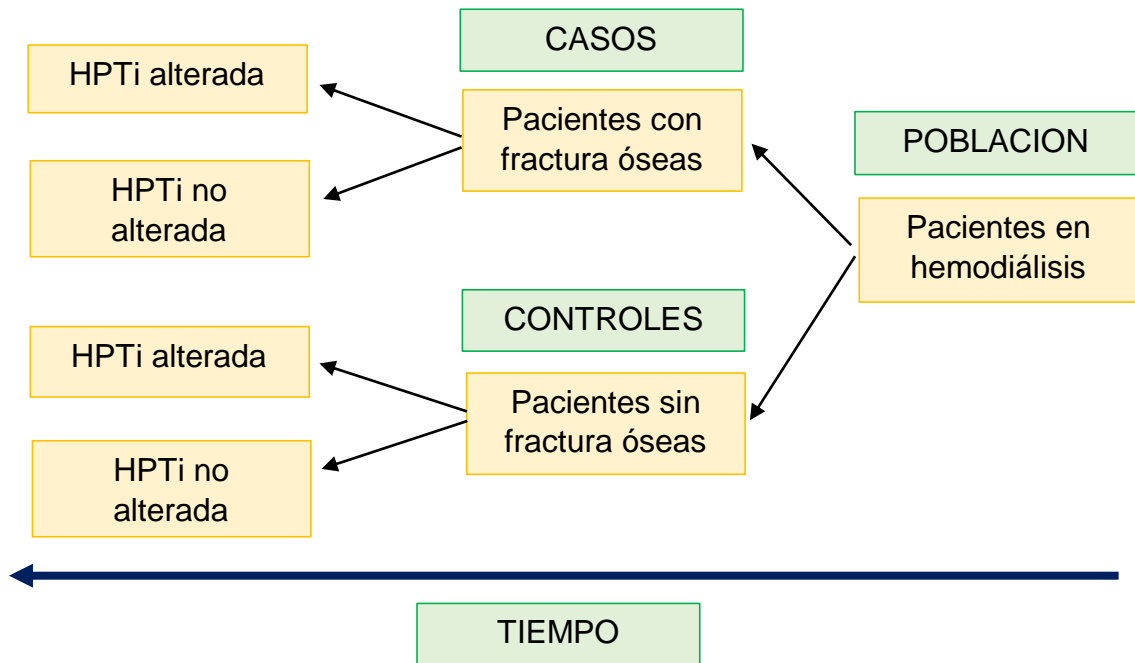 CASOS
HPTi alterada
Pacientes con
fractura óseas
POBLACION
HPTi no
alterada
Pacientes en
hemodiálisis
CONTROLES
HPTi alterada
Pacientes sin
fractura óseas
HPTi no
alterada
TIEMPO